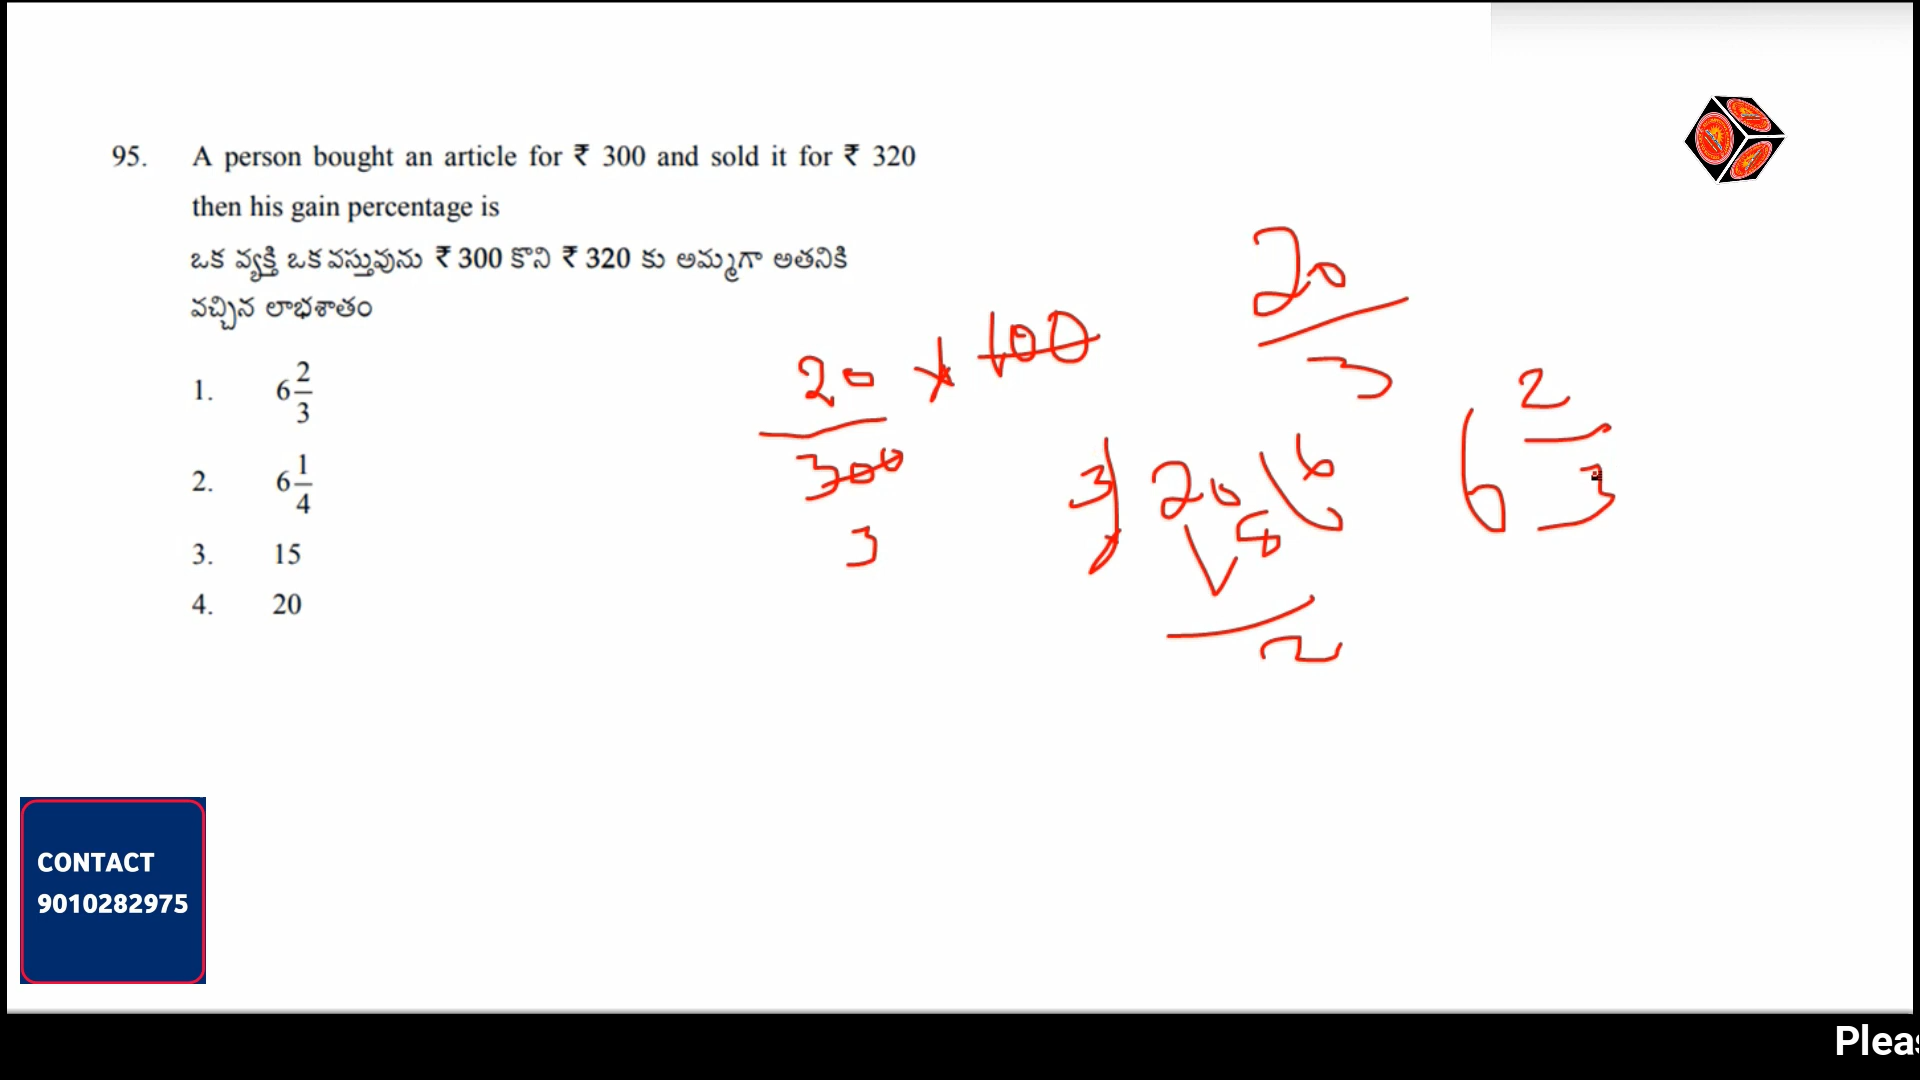 95. A person bought an article for ₹ 300 and sold it for ₹ 320
then his gain percentage is
ఒక వ్యక్తి ఒక వస్తువును ₹ 300 కొని ₹ 320 కు అమ్మగా అతనికి
వచ్చిన లాభశాతం
1. 6 2/3
2. 6 1/4
3. 15
4. 20
20 × 100
300
3
20
3
3) 20 ( 6
18
2
6 2/3
CONTACT
9010282975
Pleas